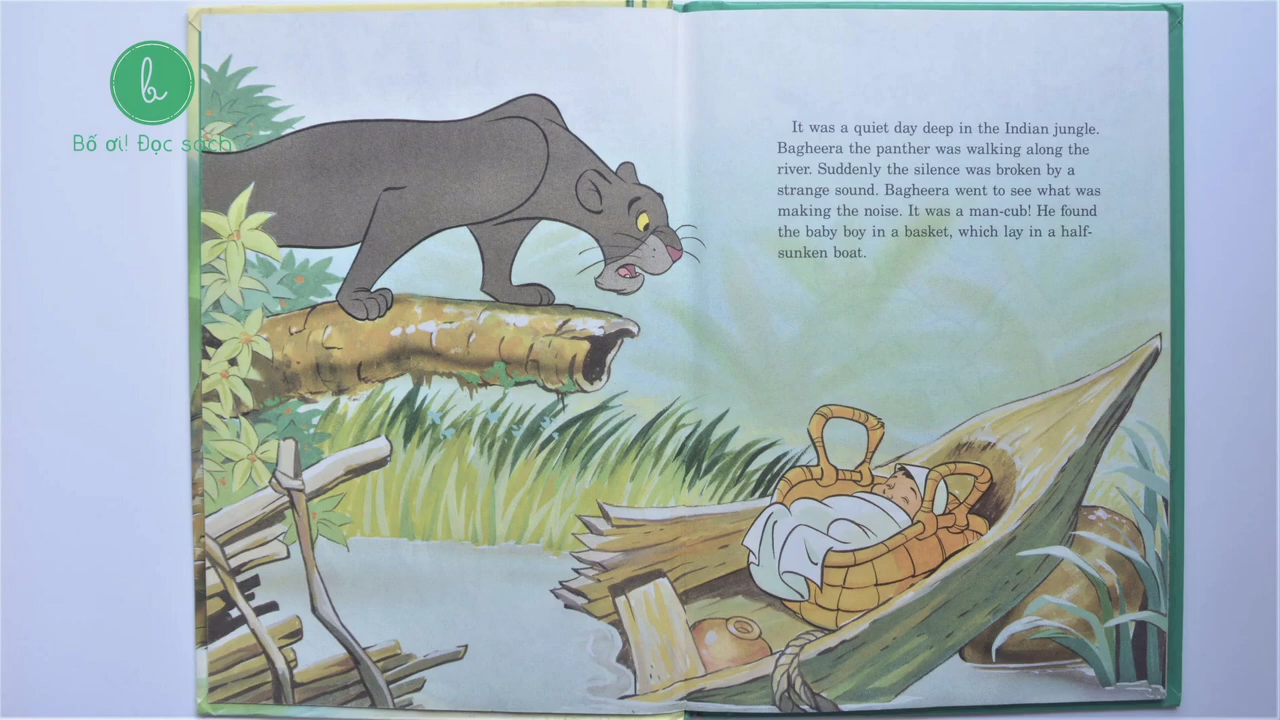 b
Bố ơi! Đọc sách
It was a quiet day deep in the Indian jungle.
Bagheera the panther was walking along the
river. Suddenly the silence was broken by a
strange sound. Bagheera went to see what was
making the noise. It was a man-cub! He found
the baby boy in a basket, which lay in a half-
sunken boat.